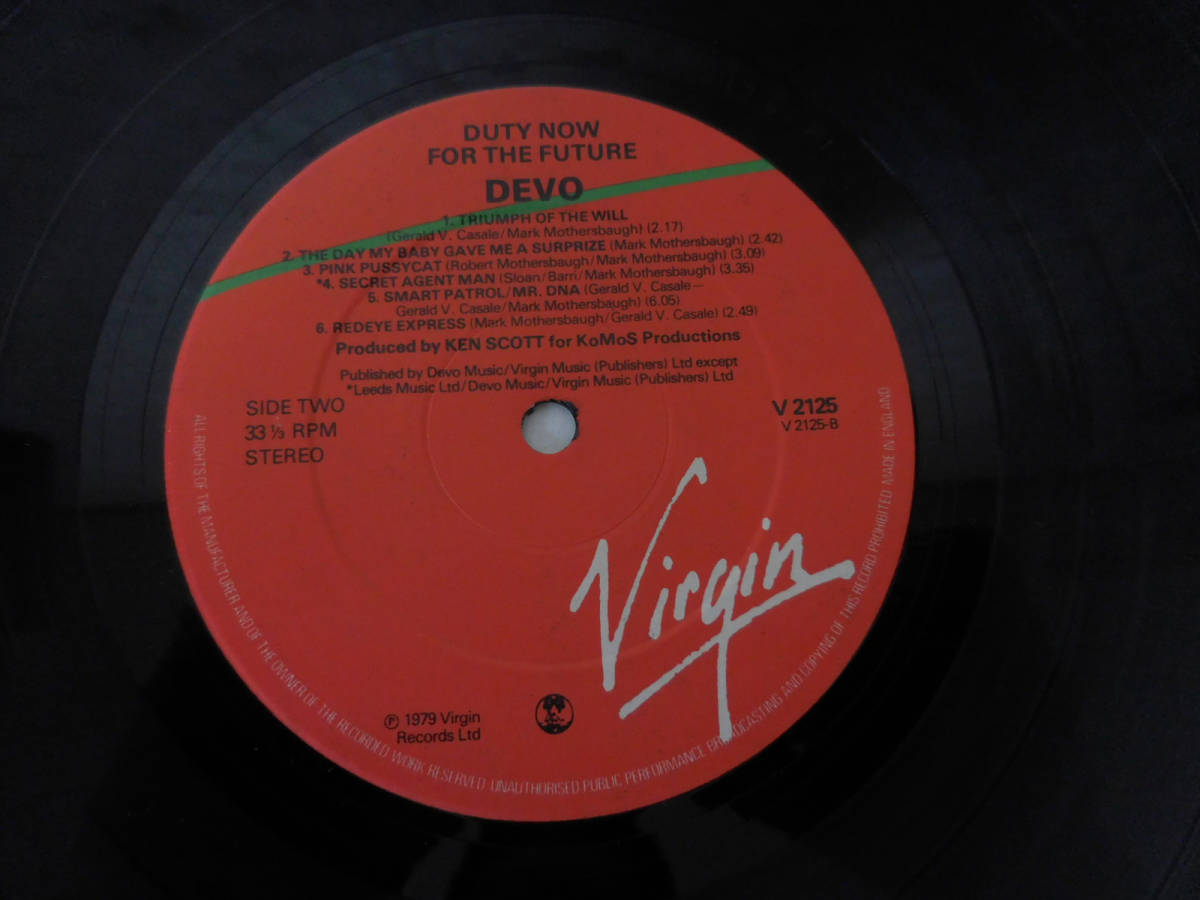 DUTY NOW
FOR THE FUTURE
DEVO
1. TRIUMPH OF THE WILL
(Gerald V. Casale/Mark Mothersbaugh) (2.17)
2. THE DAY MY BABY GAVE ME A SURPRIZE (Mark Mothersbaugh) (2.42)
3. PINK PUSSYCAT (Robert Mothersbaugh/Mark Mothersbaugh) (3.09)
*4. SECRET AGENT MAN (Sloan/Barri/Mark Mothersbaugh) (3.35)
5. SMART PATROL/MR. DNA (Gerald V. Casale—
Gerald V. Casale/Mark Mothersbaugh) (6.05)
6. REDEYE EXPRESS (Mark Mothersbaugh/Gerald V. Casale) (2.49)
Produced by KEN SCOTT for KoMoS Productions
Published by Devo Music/Virgin Music (Publishers) Ltd except
*Leeds Music Ltd/Devo Music/Virgin Music (Publishers) Ltd
SIDE TWO
33 ⅓ RPM
STEREO
V 2125
V 2125-B
Virgin
℗ 1979 Virgin
Records Ltd
ALL RIGHTS OF THE MANUFACTURER AND OF THE OWNER OF THE RECORDED WORK RESERVED UNAUTHORISED PUBLIC PERFORMANCE BROADCASTING AND COPYING OF THIS RECORD PROHIBITED MADE IN ENGLAND